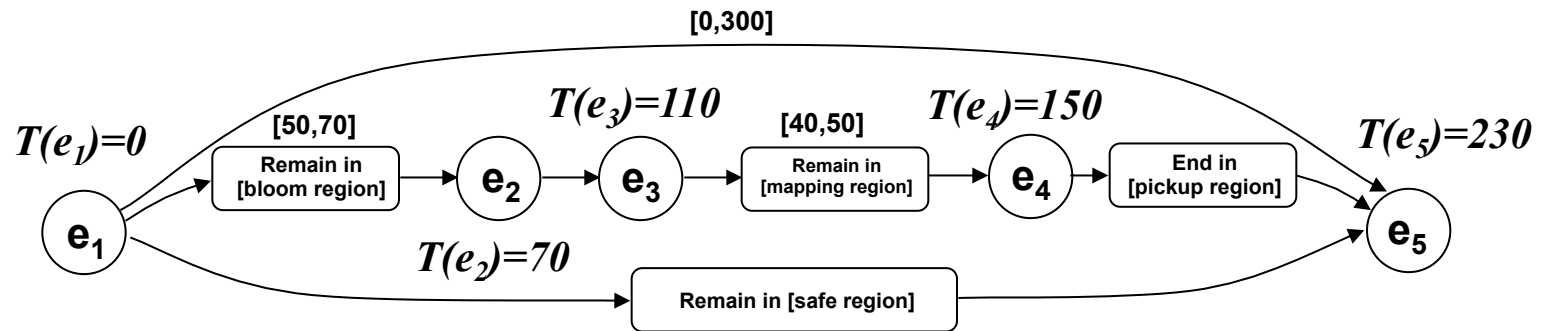 [0,300]
T(e₃)=110
T(e₄)=150
[50,70]
[40,50]
T(e₁)=0
T(e₅)=230
Remain in
[bloom region]
e₂
e₃
Remain in
[mapping region]
e₄
End in
[pickup region]
e₁
e₅
T(e₂)=70
Remain in [safe region]